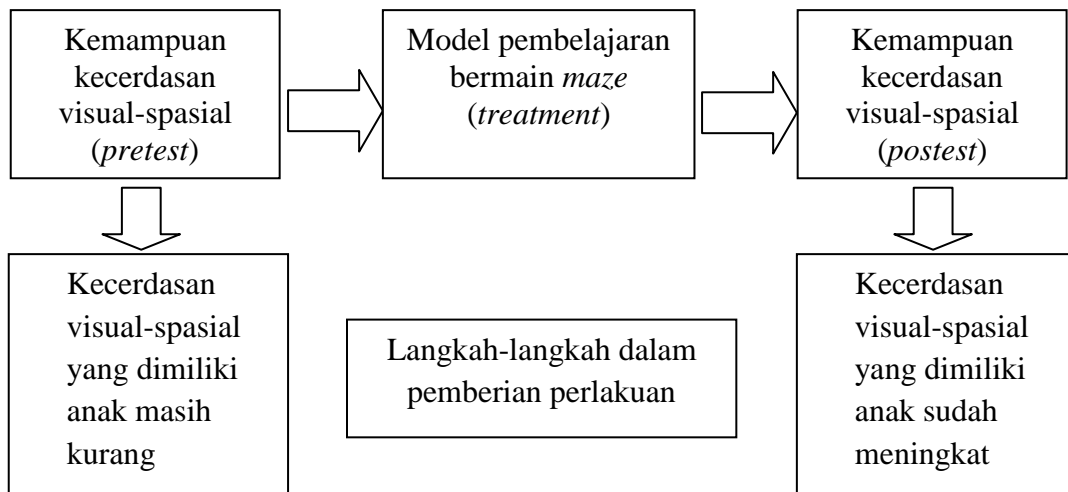 Kemampuan
kecerdasan
visual-spasial
(pretest)
Model pembelajaran
bermain maze
(treatment)
Kemampuan
kecerdasan
visual-spasial
(postest)
Kecerdasan
visual-spasial
yang dimiliki
anak masih
kurang
Langkah-langkah dalam
pemberian perlakuan
Kecerdasan
visual-spasial
yang dimiliki
anak sudah
meningkat